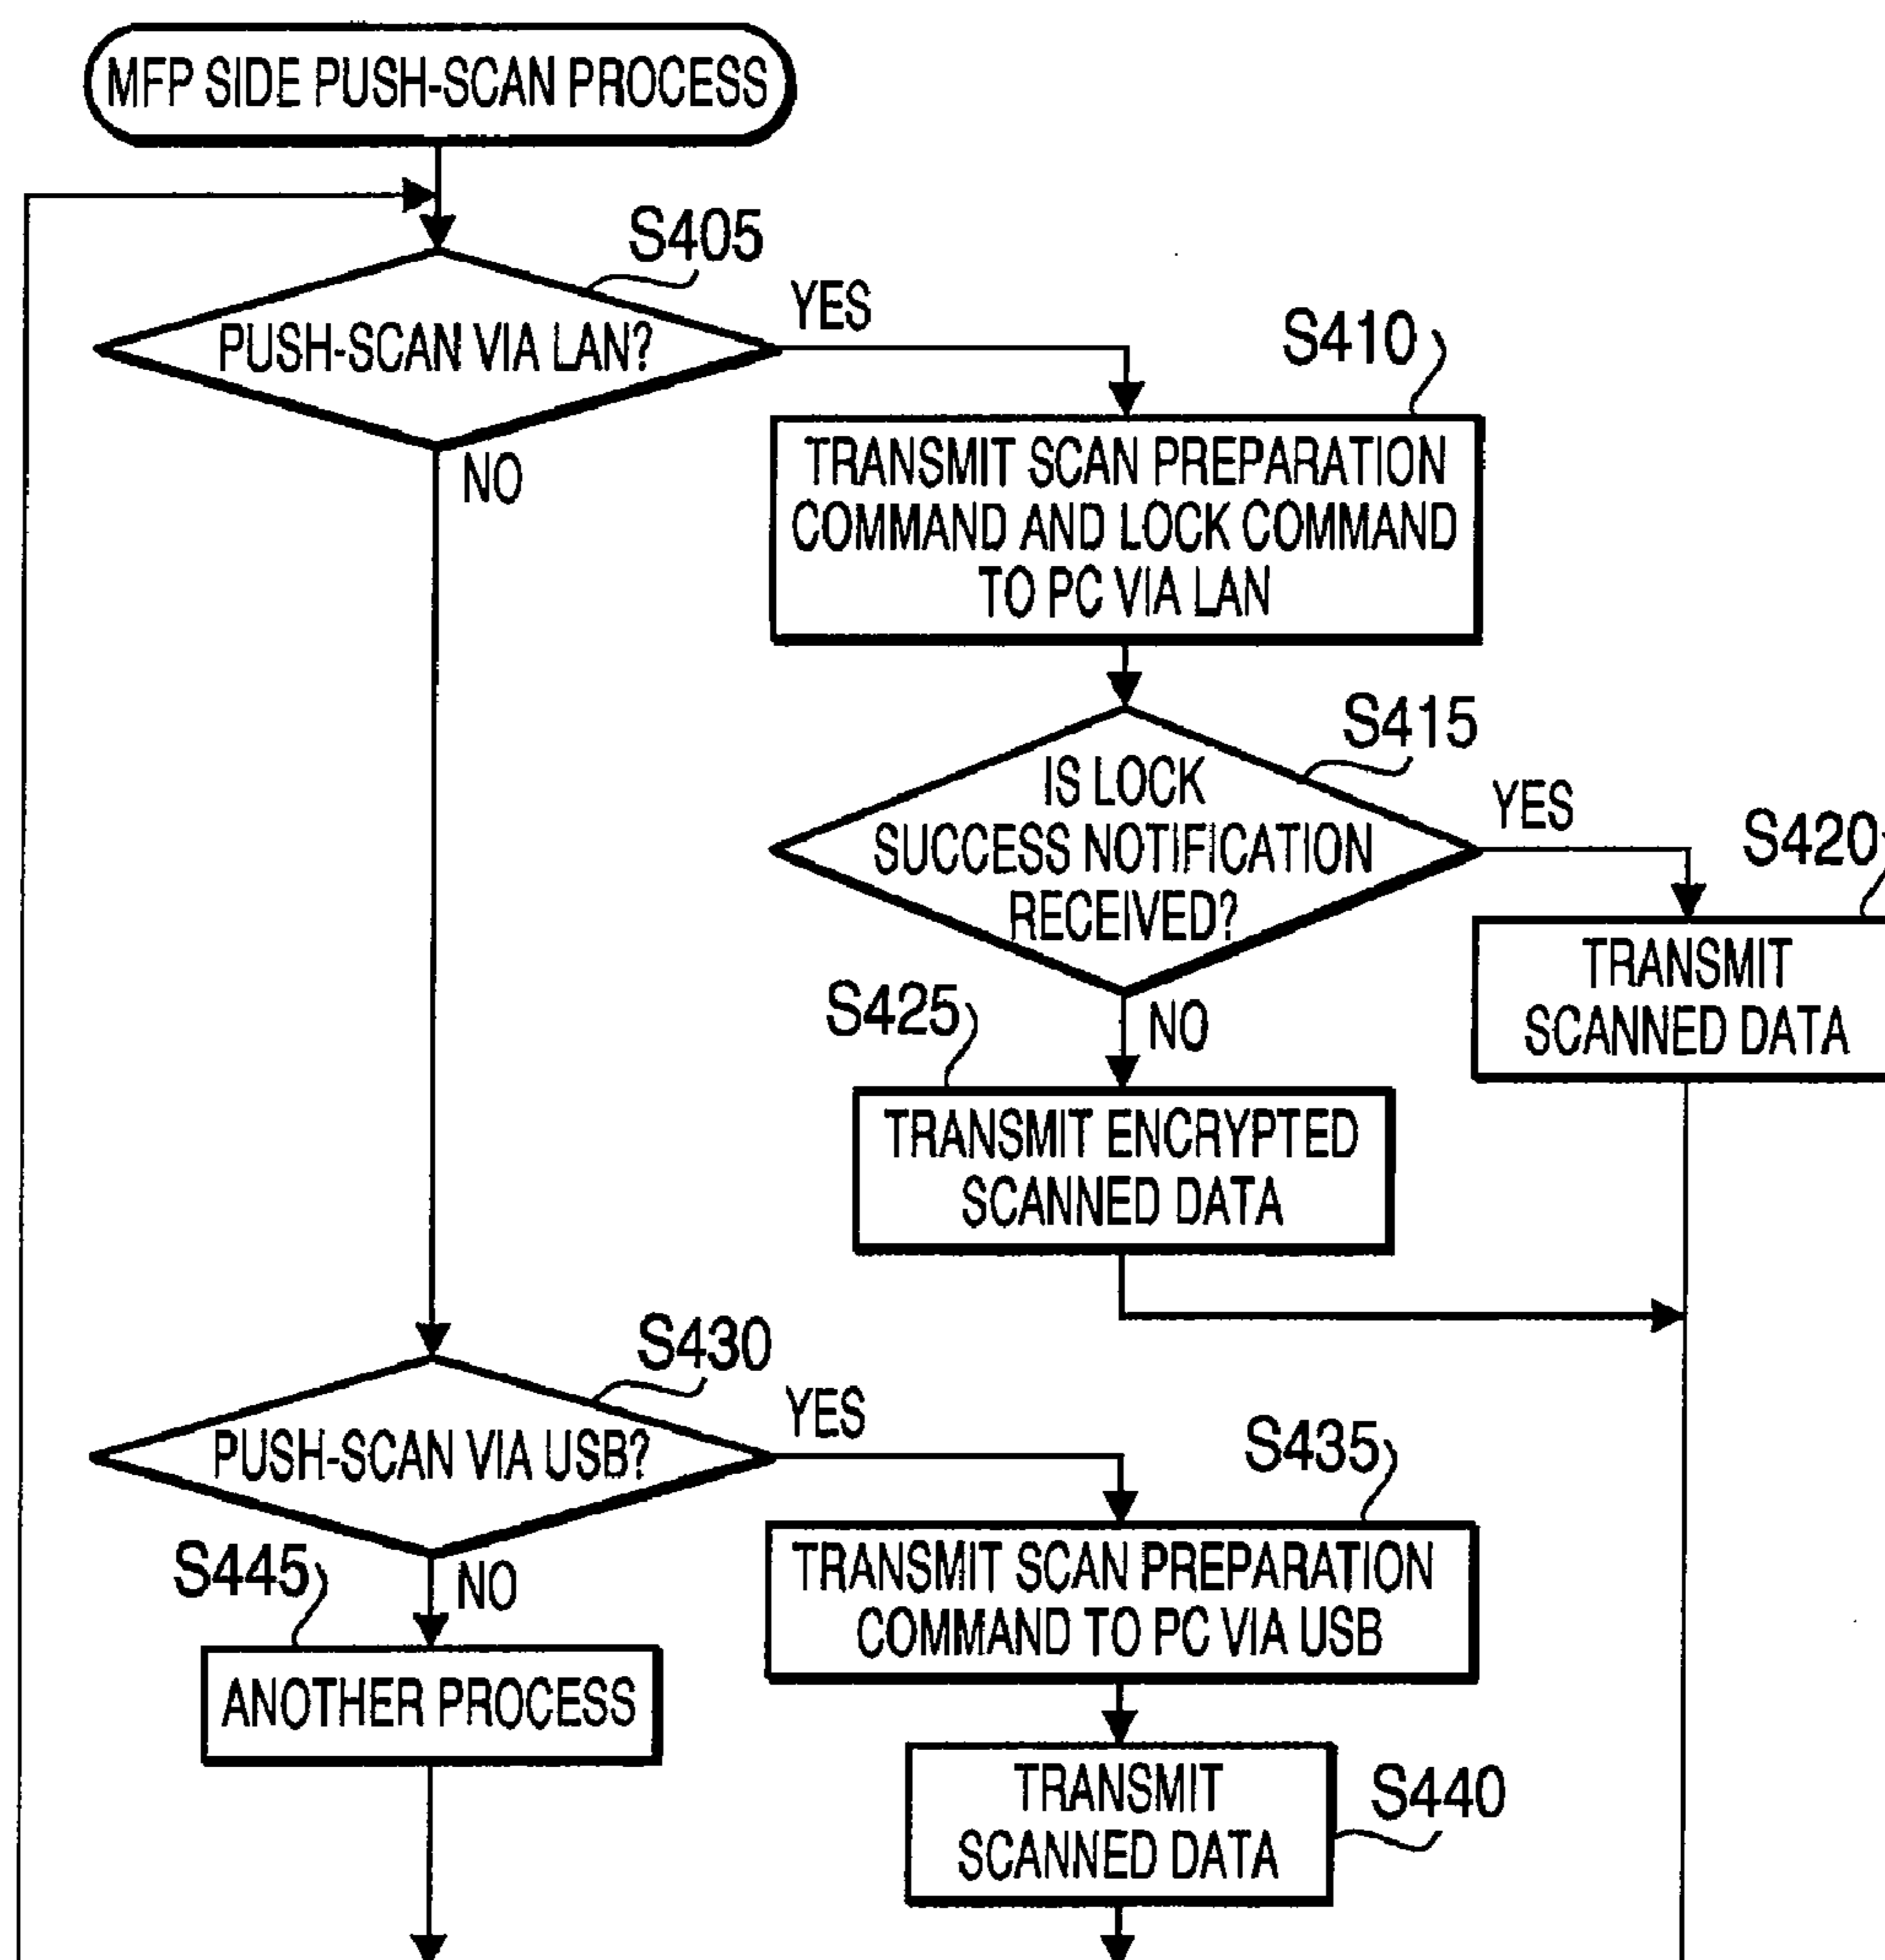 MFP SIDE PUSH-SCAN PROCESS
S405
PUSH-SCAN VIA LAN?
YES
NO
S410
TRANSMIT SCAN PREPARATION
COMMAND AND LOCK COMMAND
TO PC VIA LAN
S415
IS LOCK
SUCCESS NOTIFICATION
RECEIVED?
YES
NO
S420
TRANSMIT
SCANNED DATA
S425
TRANSMIT ENCRYPTED
SCANNED DATA
S430
PUSH-SCAN VIA USB?
YES
NO
S435
TRANSMIT SCAN PREPARATION
COMMAND TO PC VIA USB
S445
ANOTHER PROCESS
TRANSMIT
SCANNED DATA
S440